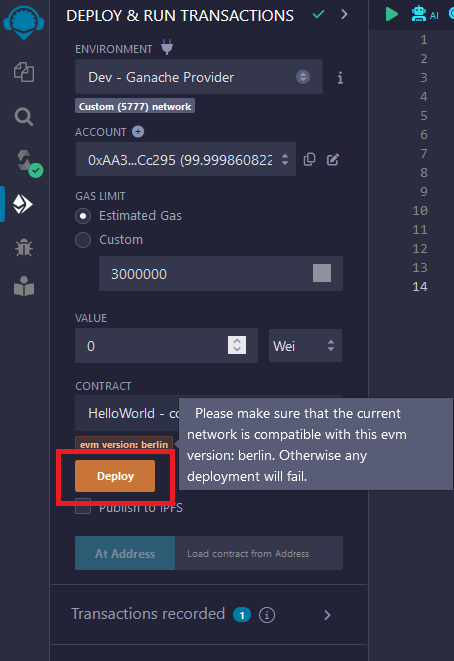 DEPLOY & RUN TRANSACTIONS
AI
ENVIRONMENT
Dev - Ganache Provider
i
Custom (5777) network
ACCOUNT
0xAA3...Cc295 (99.999860822
GAS LIMIT
Estimated Gas
Custom
3000000
VALUE
0
Wei
CONTRACT
HelloWorld - co
Please make sure that the current
network is compatible with this evm
version: berlin. Otherwise any
deployment will fail.
evm version: berlin
Deploy
Publish to IPFS
At Address
Load contract from Address
Transactions recorded 1 i
1
2
3
4
5
6
7
8
9
10
11
12
13
14